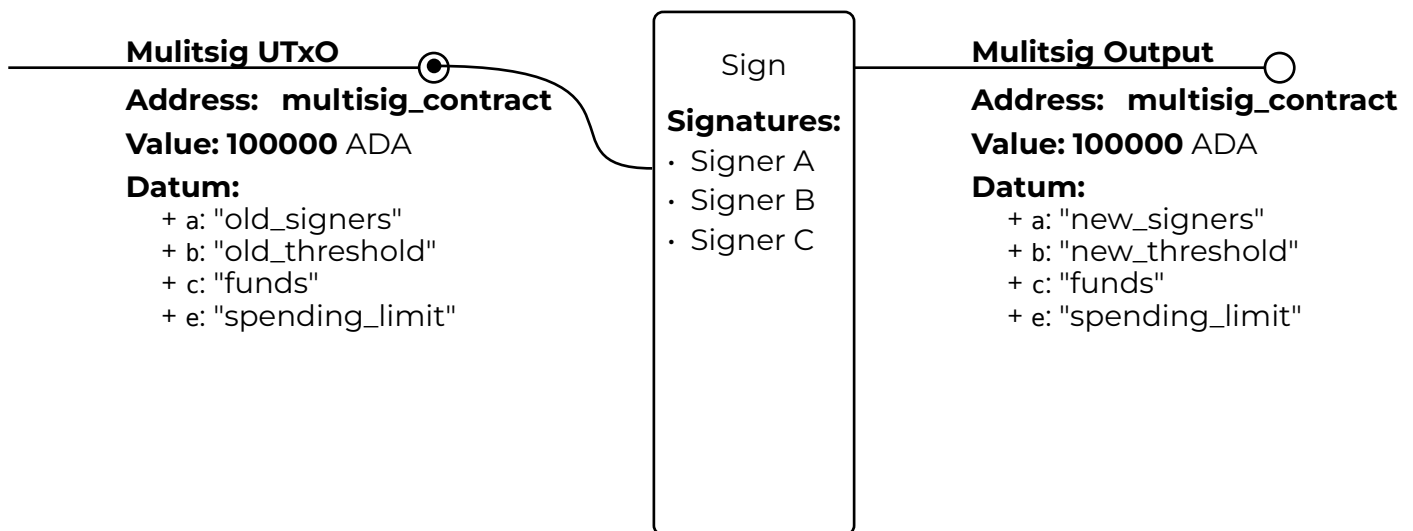 Mulitsig UTxO
Address: multisig_contract
Value: 100000 ADA
Datum:
+ a: "old_signers"
+ b: "old_threshold"
+ c: "funds"
+ e: "spending_limit"
Sign
Signatures:
· Signer A
· Signer B
· Signer C
Mulitsig Output
Address: multisig_contract
Value: 100000 ADA
Datum:
+ a: "new_signers"
+ b: "new_threshold"
+ c: "funds"
+ e: "spending_limit"